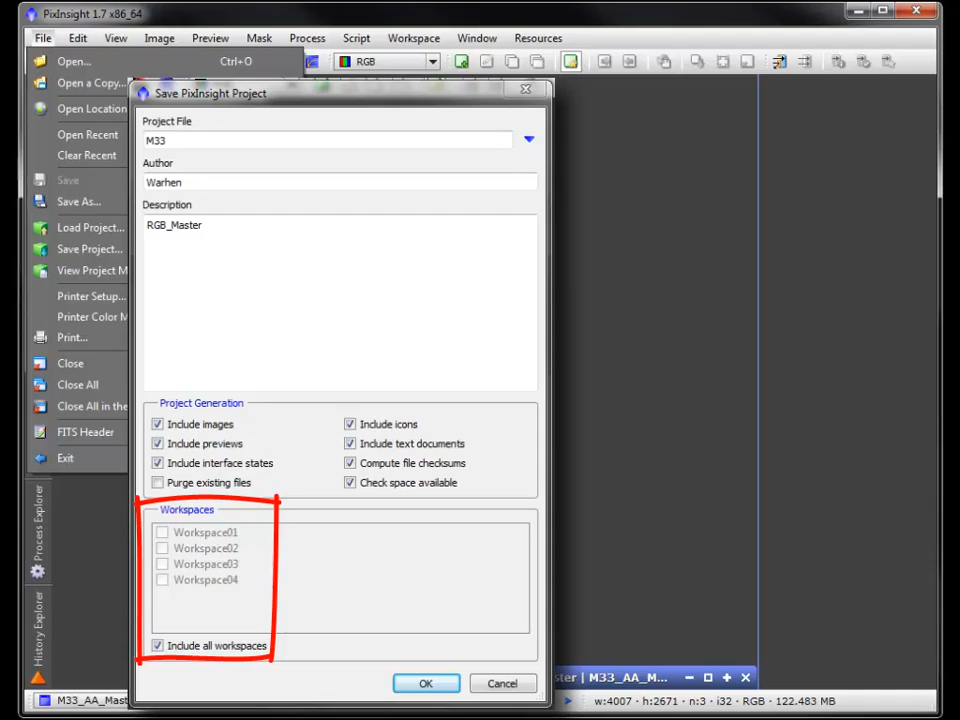 PixInsight 1.7 x86_64
File Edit View Image Preview Mask Process Script Workspace Window Resources
Open... Ctrl+O
RGB
Open a Copy...
Open Location
Open Recent
Clear Recent
Save
Save As...
Load Project...
Save Project...
View Project M
Printer Setup...
Printer Color M
Print...
Close
Close All
Close All in the
FITS Header
Exit
Process Explorer
History Explorer
Save PixInsight Project
Project File
M33
Author
Warhen
Description
RGB_Master
Project Generation
Include images
Include icons
Include previews
Include text documents
Include interface states
Compute file checksums
Purge existing files
Check space available
Workspaces
Workspace01
Workspace02
Workspace03
Workspace04
Include all workspaces
OK
Cancel
ster | M33_AA_M...
M33_AA_Mast
w:4007 · h:2671 · n:3 · i32 · RGB · 122.483 MB